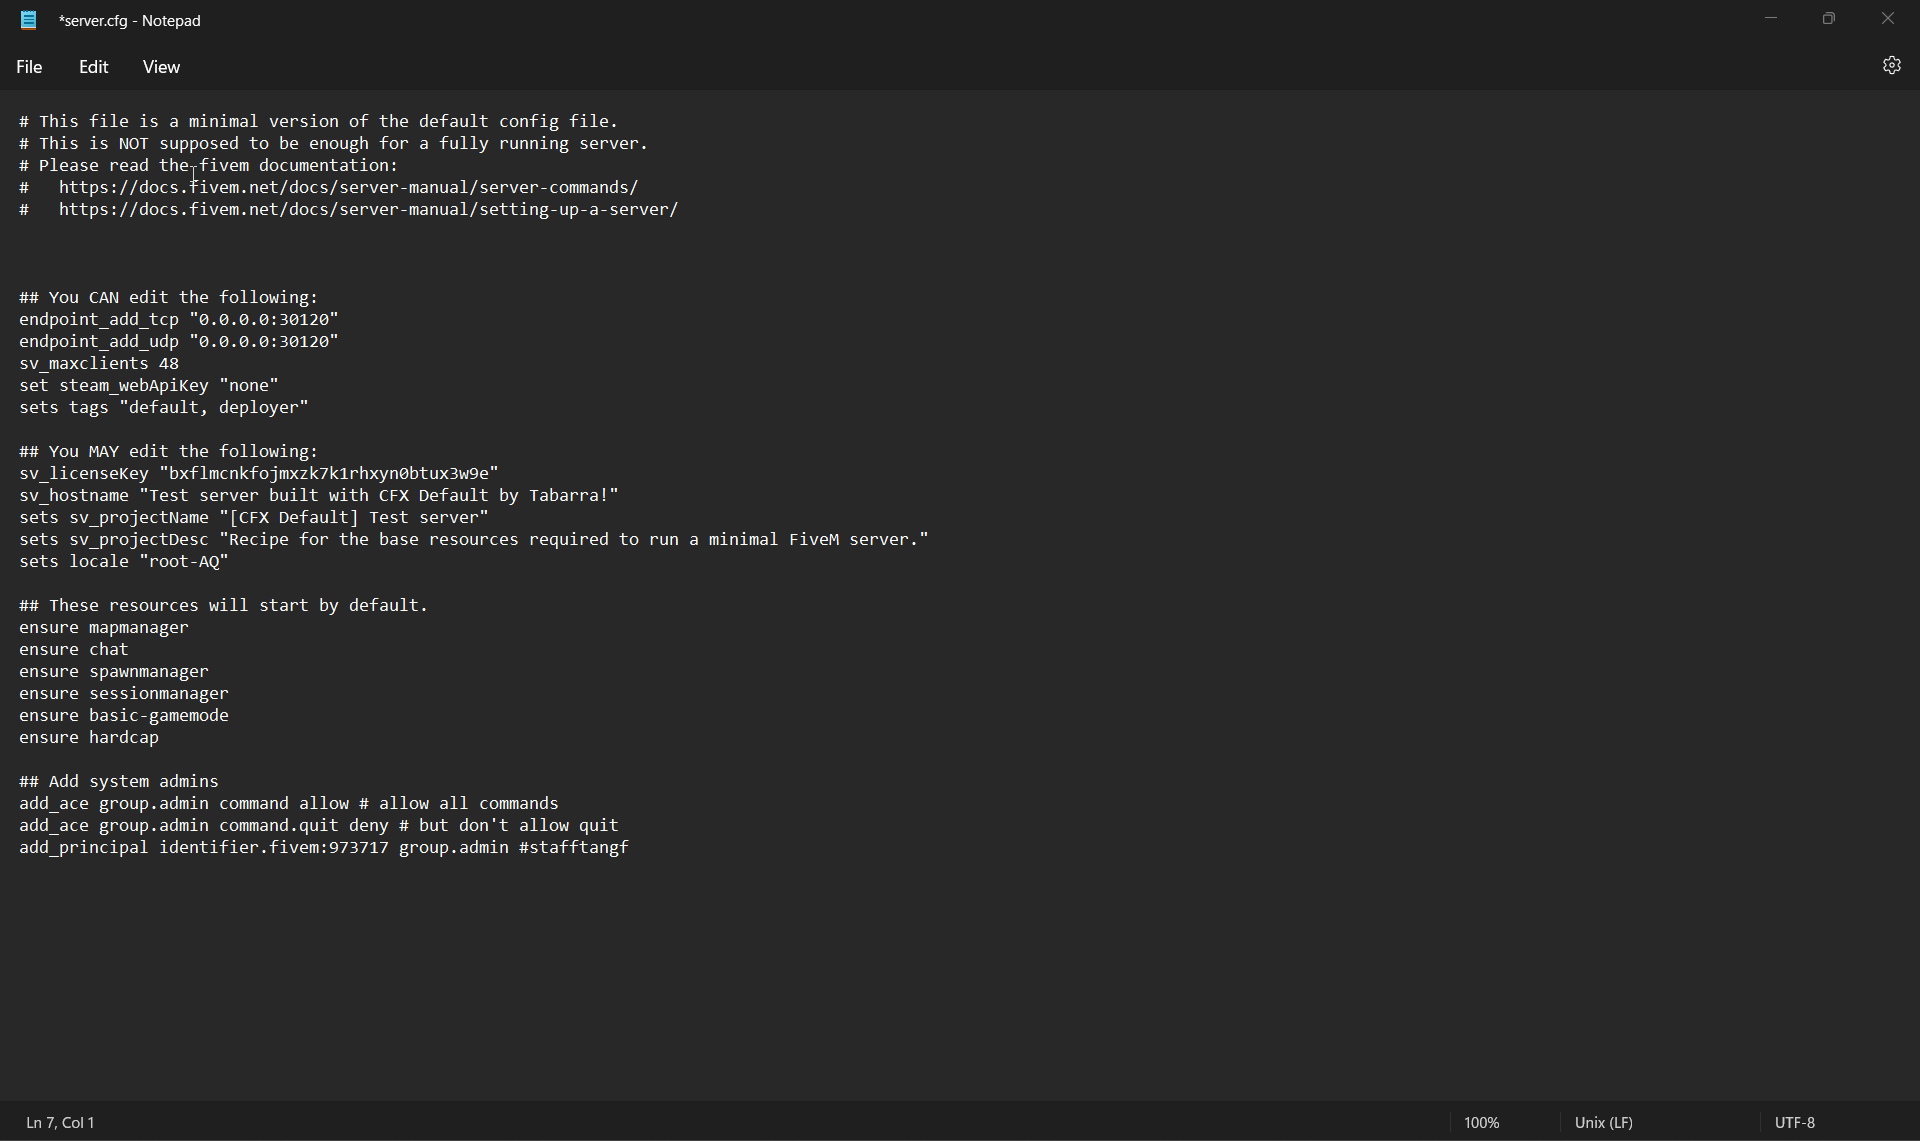 *server.cfg - Notepad
File Edit View
# This file is a minimal version of the default config file.
# This is NOT supposed to be enough for a fully running server.
# Please read the fivem documentation:
#   https://docs.fivem.net/docs/server-manual/server-commands/
#   https://docs.fivem.net/docs/server-manual/setting-up-a-server/
## You CAN edit the following:
endpoint_add_tcp "0.0.0.0:30120"
endpoint_add_udp "0.0.0.0:30120"
sv_maxclients 48
set steam_webApiKey "none"
sets tags "default, deployer"
## You MAY edit the following:
sv_licenseKey "bxflmcnkfojmxzk7k1rhxyn0btux3w9e"
sv_hostname "Test server built with CFX Default by Tabarra!"
sets sv_projectName "[CFX Default] Test server"
sets sv_projectDesc "Recipe for the base resources required to run a minimal FiveM server."
sets locale "root-AQ"
## These resources will start by default.
ensure mapmanager
ensure chat
ensure spawnmanager
ensure sessionmanager
ensure basic-gamemode
ensure hardcap
## Add system admins
add_ace group.admin command allow # allow all commands
add_ace group.admin command.quit deny # but don't allow quit
add_principal identifier.fivem:973717 group.admin #stafftangf
Ln 7, Col 1 100% Unix (LF) UTF-8